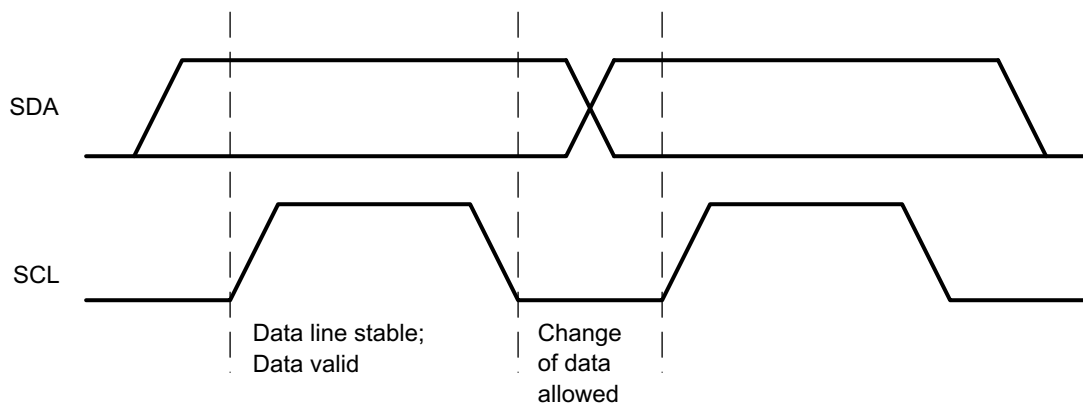 SDA
SCL
Data line stable;
Data valid
Change
of data
allowed